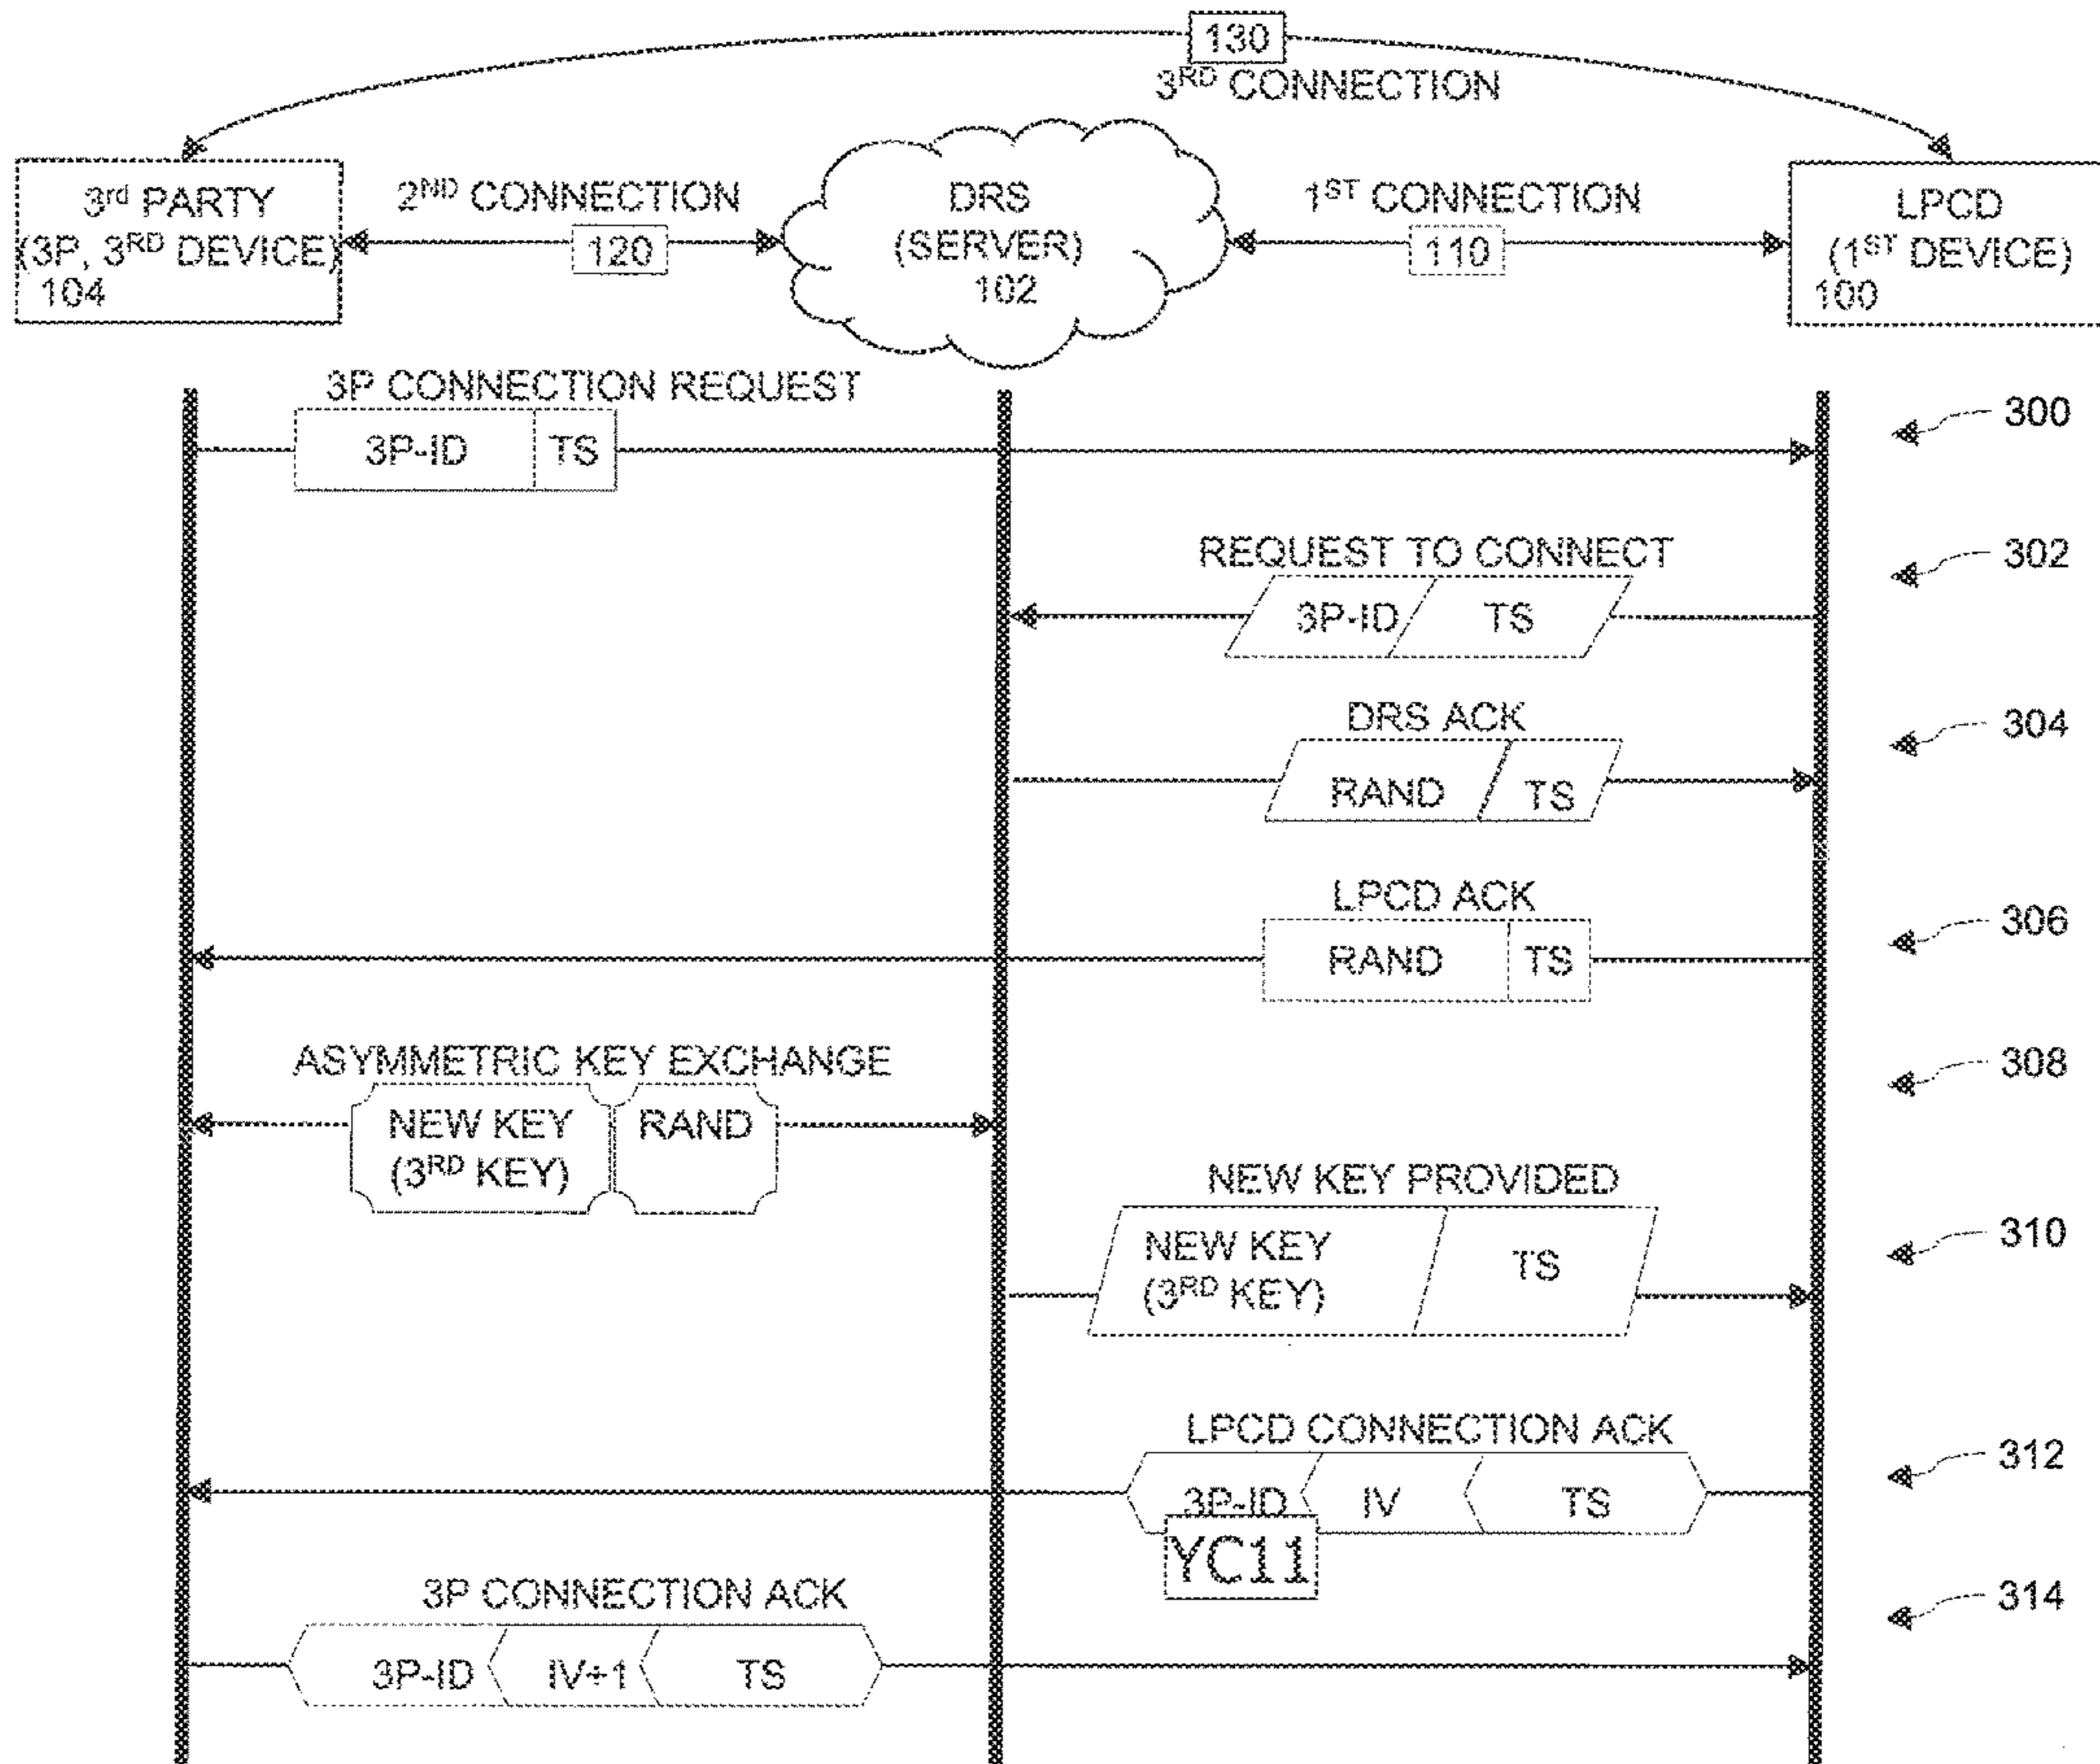 130
3RD CONNECTION
3rd PARTY
(3P, 3RD DEVICE)
104
2ND CONNECTION
120
DRS
(SERVER)
102
1ST CONNECTION
110
LPCD
(1ST DEVICE)
100
3P CONNECTION REQUEST
3P-ID TS
300
REQUEST TO CONNECT
3P-ID TS
302
DRS ACK
RAND TS
304
LPCD ACK
RAND TS
306
ASYMMETRIC KEY EXCHANGE
NEW KEY RAND
(3RD KEY)
308
NEW KEY PROVIDED
NEW KEY TS
(3RD KEY)
310
LPCD CONNECTION ACK
3P-ID IV TS
312
YC11
3P CONNECTION ACK
3P-ID IV+1 TS
314